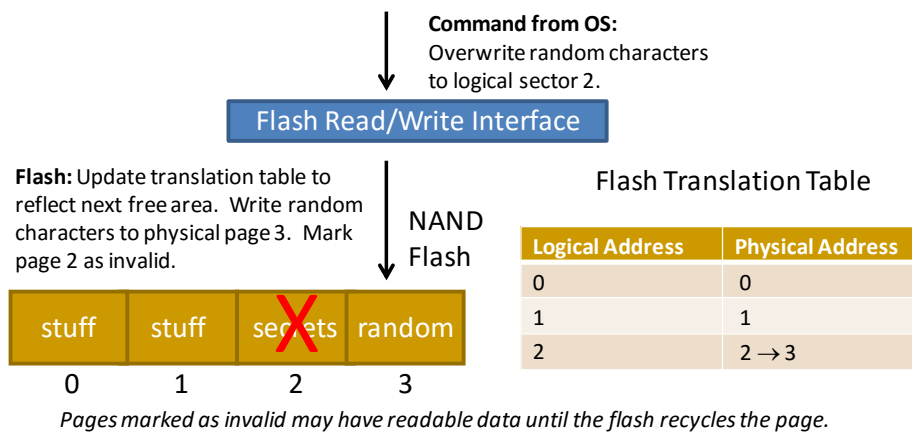 Command from OS:
Overwrite random characters
to logical sector 2.
Flash Read/Write Interface
Flash: Update translation table to
reflect next free area. Write random
characters to physical page 3. Mark
page 2 as invalid.
NAND
Flash
Flash Translation Table
Logical Address Physical Address
0 0
1 1
2 2 → 3
stuff stuff secrets random
0 1 2 3
Pages marked as invalid may have readable data until the flash recycles the page.